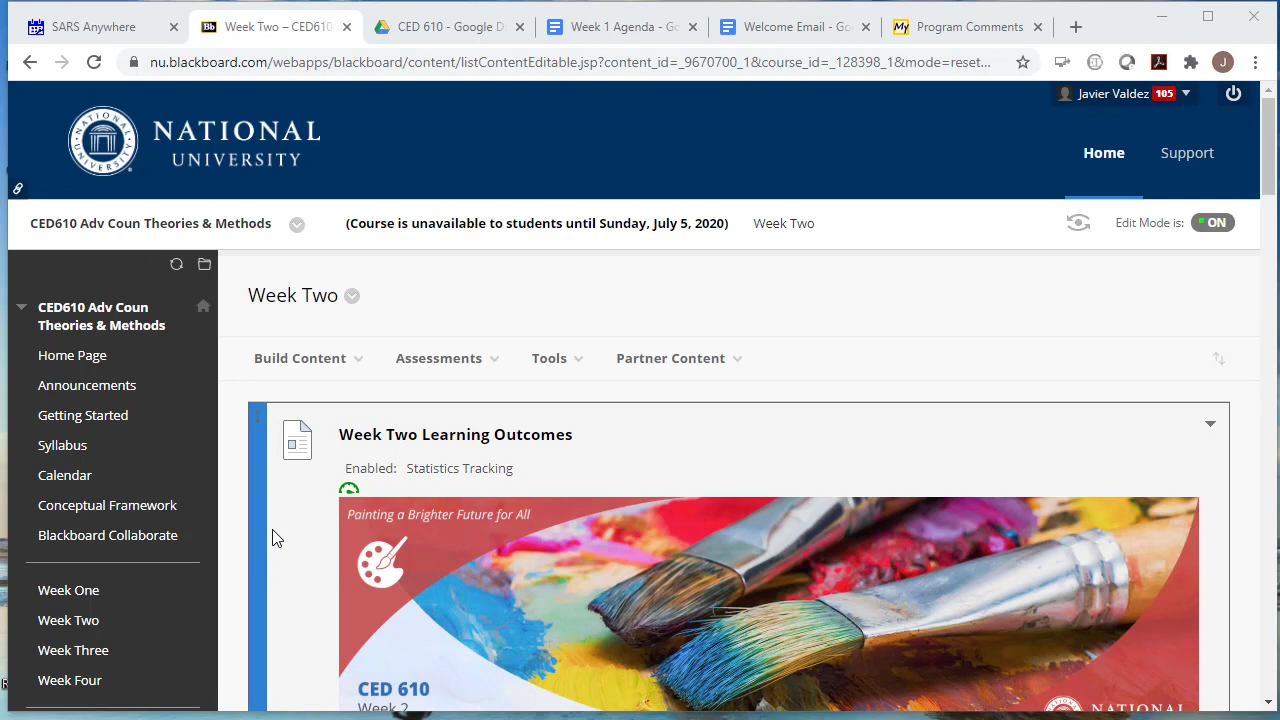 SARS Anywhere
Week Two – CED610
CED 610 - Google D
Week 1 Agenda - Go
Welcome Email - Go
Program Comments
nu.blackboard.com/webapps/blackboard/content/listContentEditable.jsp?content_id=_9670700_1&course_id=_128398_1&mode=reset...
J
Javier Valdez 105
NATIONAL
UNIVERSITY
Home
Support
CED610 Adv Coun Theories & Methods
(Course is unavailable to students until Sunday, July 5, 2020)
Week Two
Edit Mode is: ON
CED610 Adv Coun
Theories & Methods
Home Page
Announcements
Getting Started
Syllabus
Calendar
Conceptual Framework
Blackboard Collaborate
Week One
Week Two
Week Three
Week Four
Week Two
Build Content
Assessments
Tools
Partner Content
Week Two Learning Outcomes
Enabled: Statistics Tracking
Painting a Brighter Future for All
CED 610
Week 2
NATIONAL